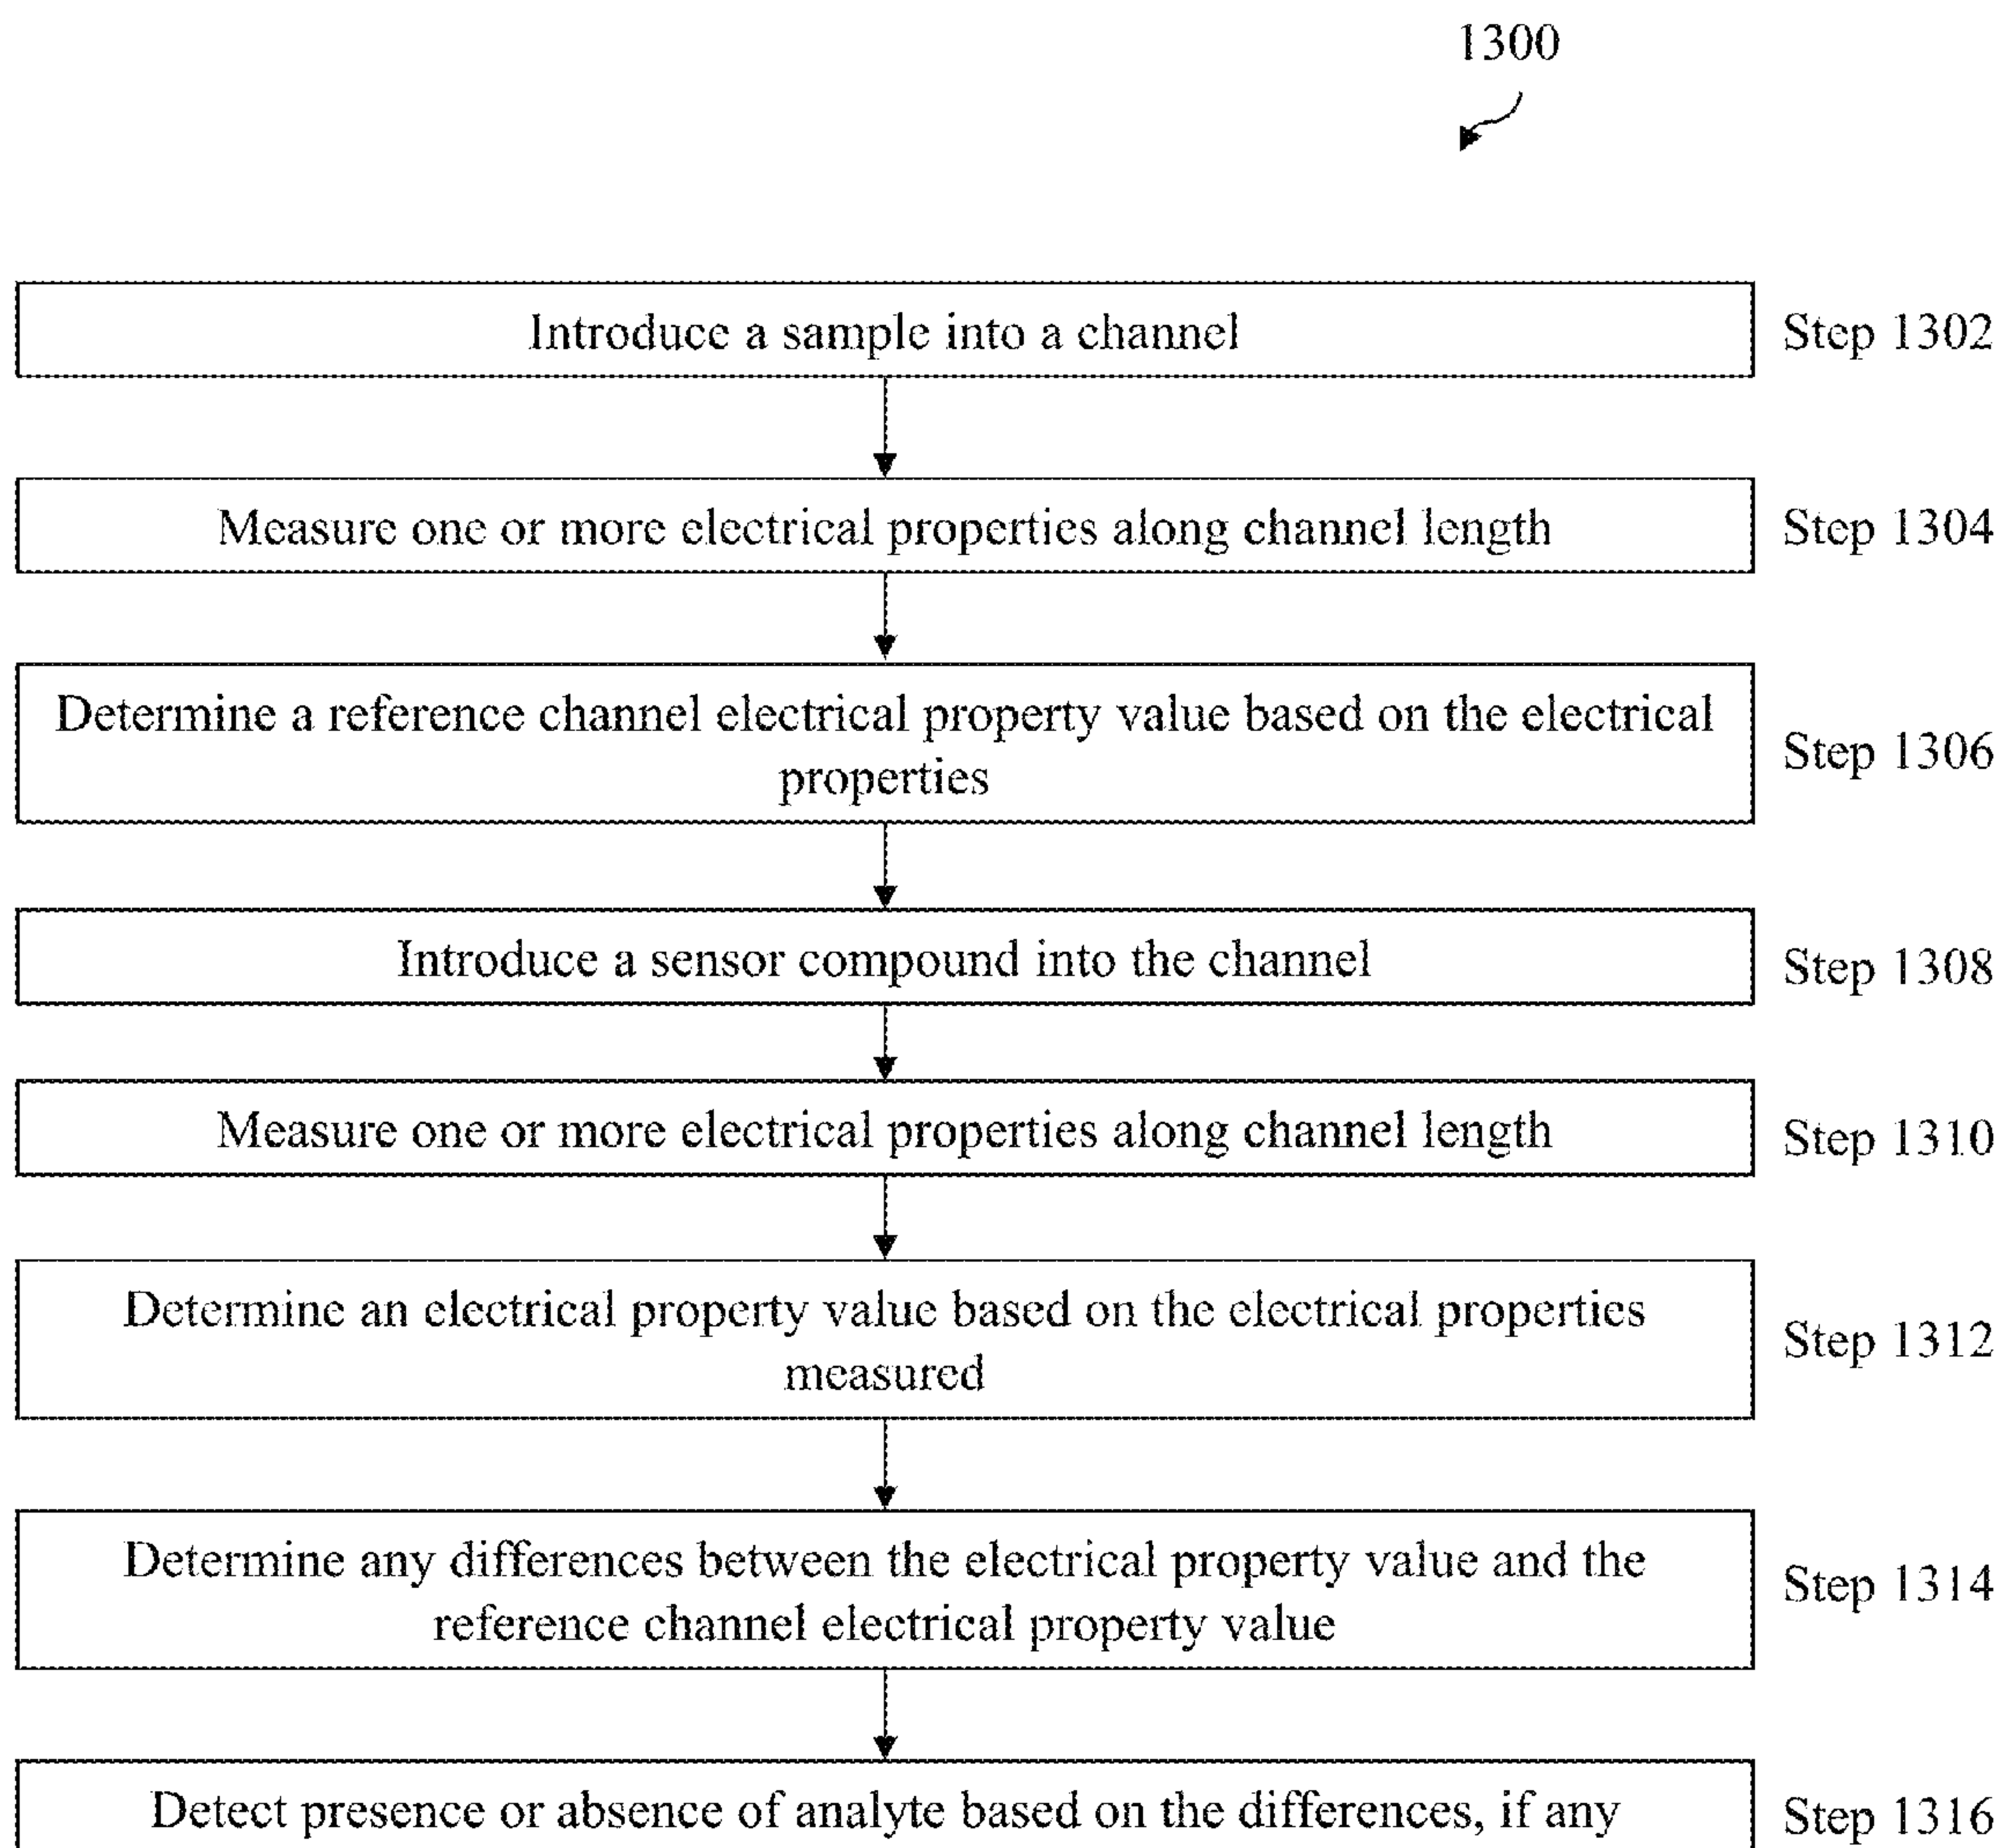 1300
Introduce a sample into a channel
Step 1302
Measure one or more electrical properties along channel length
Step 1304
Determine a reference channel electrical property value based on the electrical
properties
Step 1306
Introduce a sensor compound into the channel
Step 1308
Measure one or more electrical properties along channel length
Step 1310
Determine an electrical property value based on the electrical properties
measured
Step 1312
Determine any differences between the electrical property value and the
reference channel electrical property value
Step 1314
Detect presence or absence of analyte based on the differences, if any
Step 1316